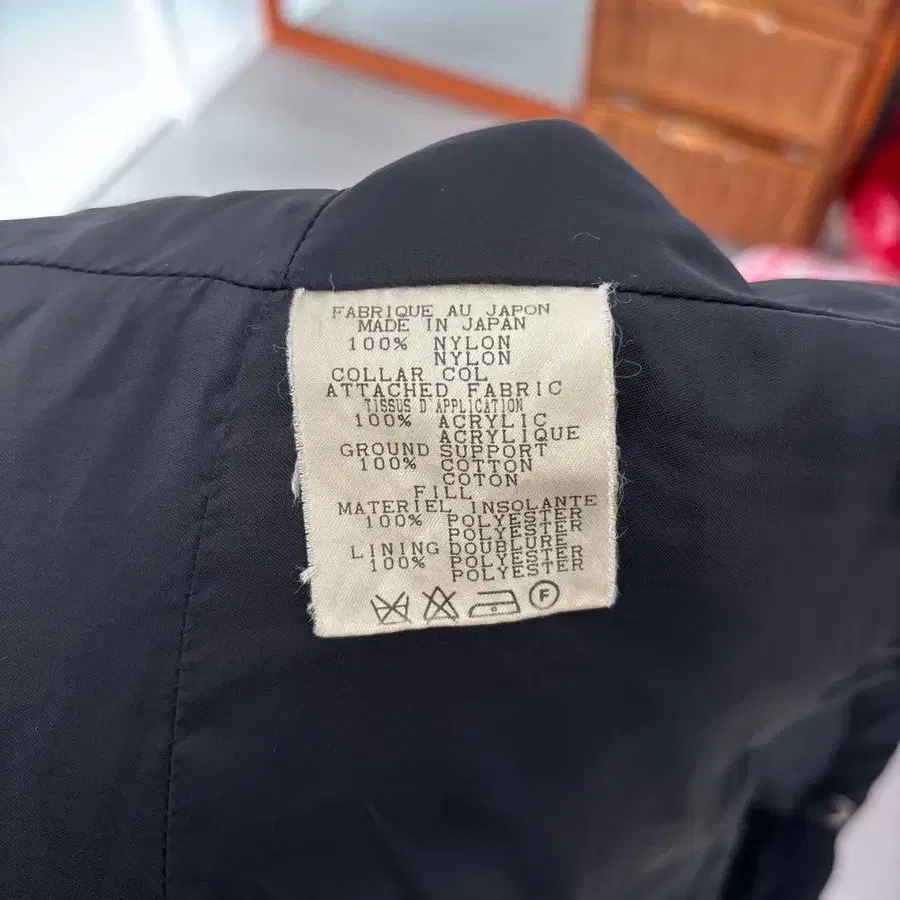 FABRIQUE AU JAPON
MADE IN JAPAN
100% NYLON
NYLON
COLLAR COL
ATTACHED FABRIC
TISSUS D'APPLICATION
100% ACRYLIC
ACRYLIQUE
GROUND SUPPORT
100% COTTON
COTON
FILL
MATERIEL INSOLANTE
100% POLYESTER
POLYESTER
LINING DOUBLURE
100% POLYESTER
POLYESTER
F